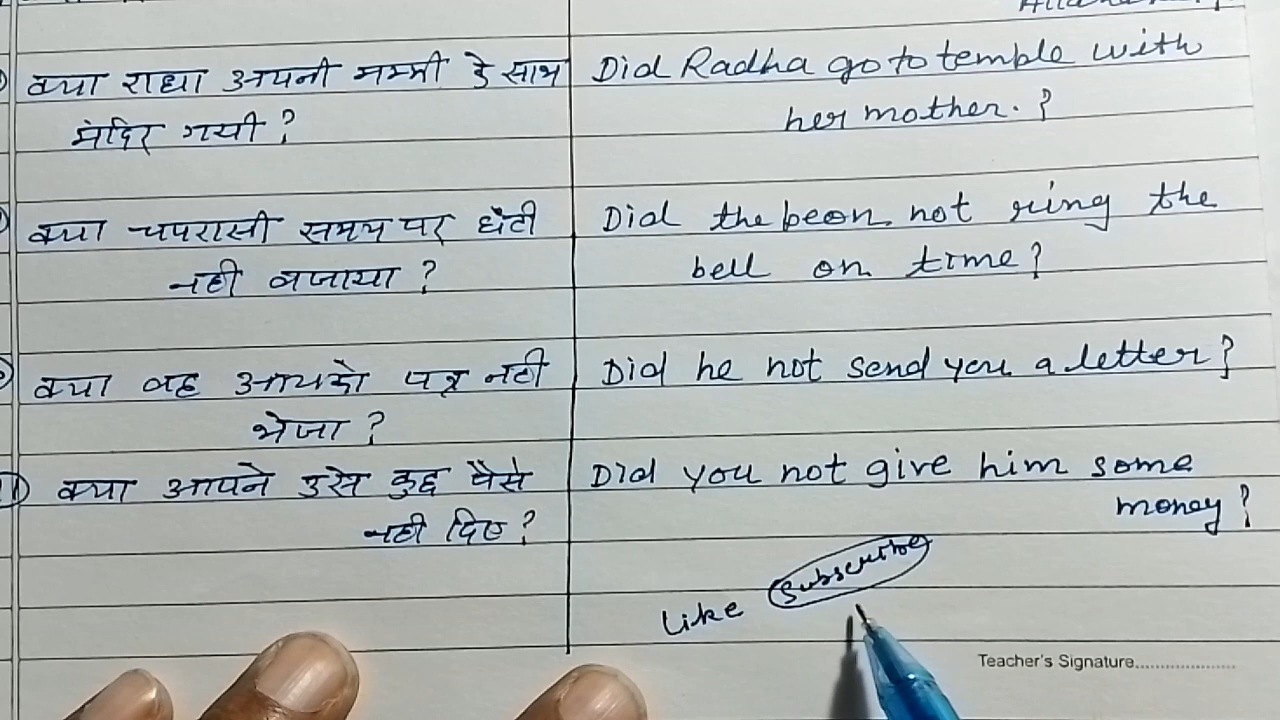 क्या राधा अपनी मम्मी के साथ
मंदिर गयी ?
Did Radha go to temble with
her mother. ?
क्या चपरासी समय पर घंटी
नही बजाया ?
Did the beon not ring the
bell on time ?
क्या वह आपको पत्र नही
भेजा ?
Did he not send you a letter ?
क्या आपने उसे कुछ पैसे
नही दिए ?
Did you not give him some
money ?
Like Subscribe
Teacher's Signature....................